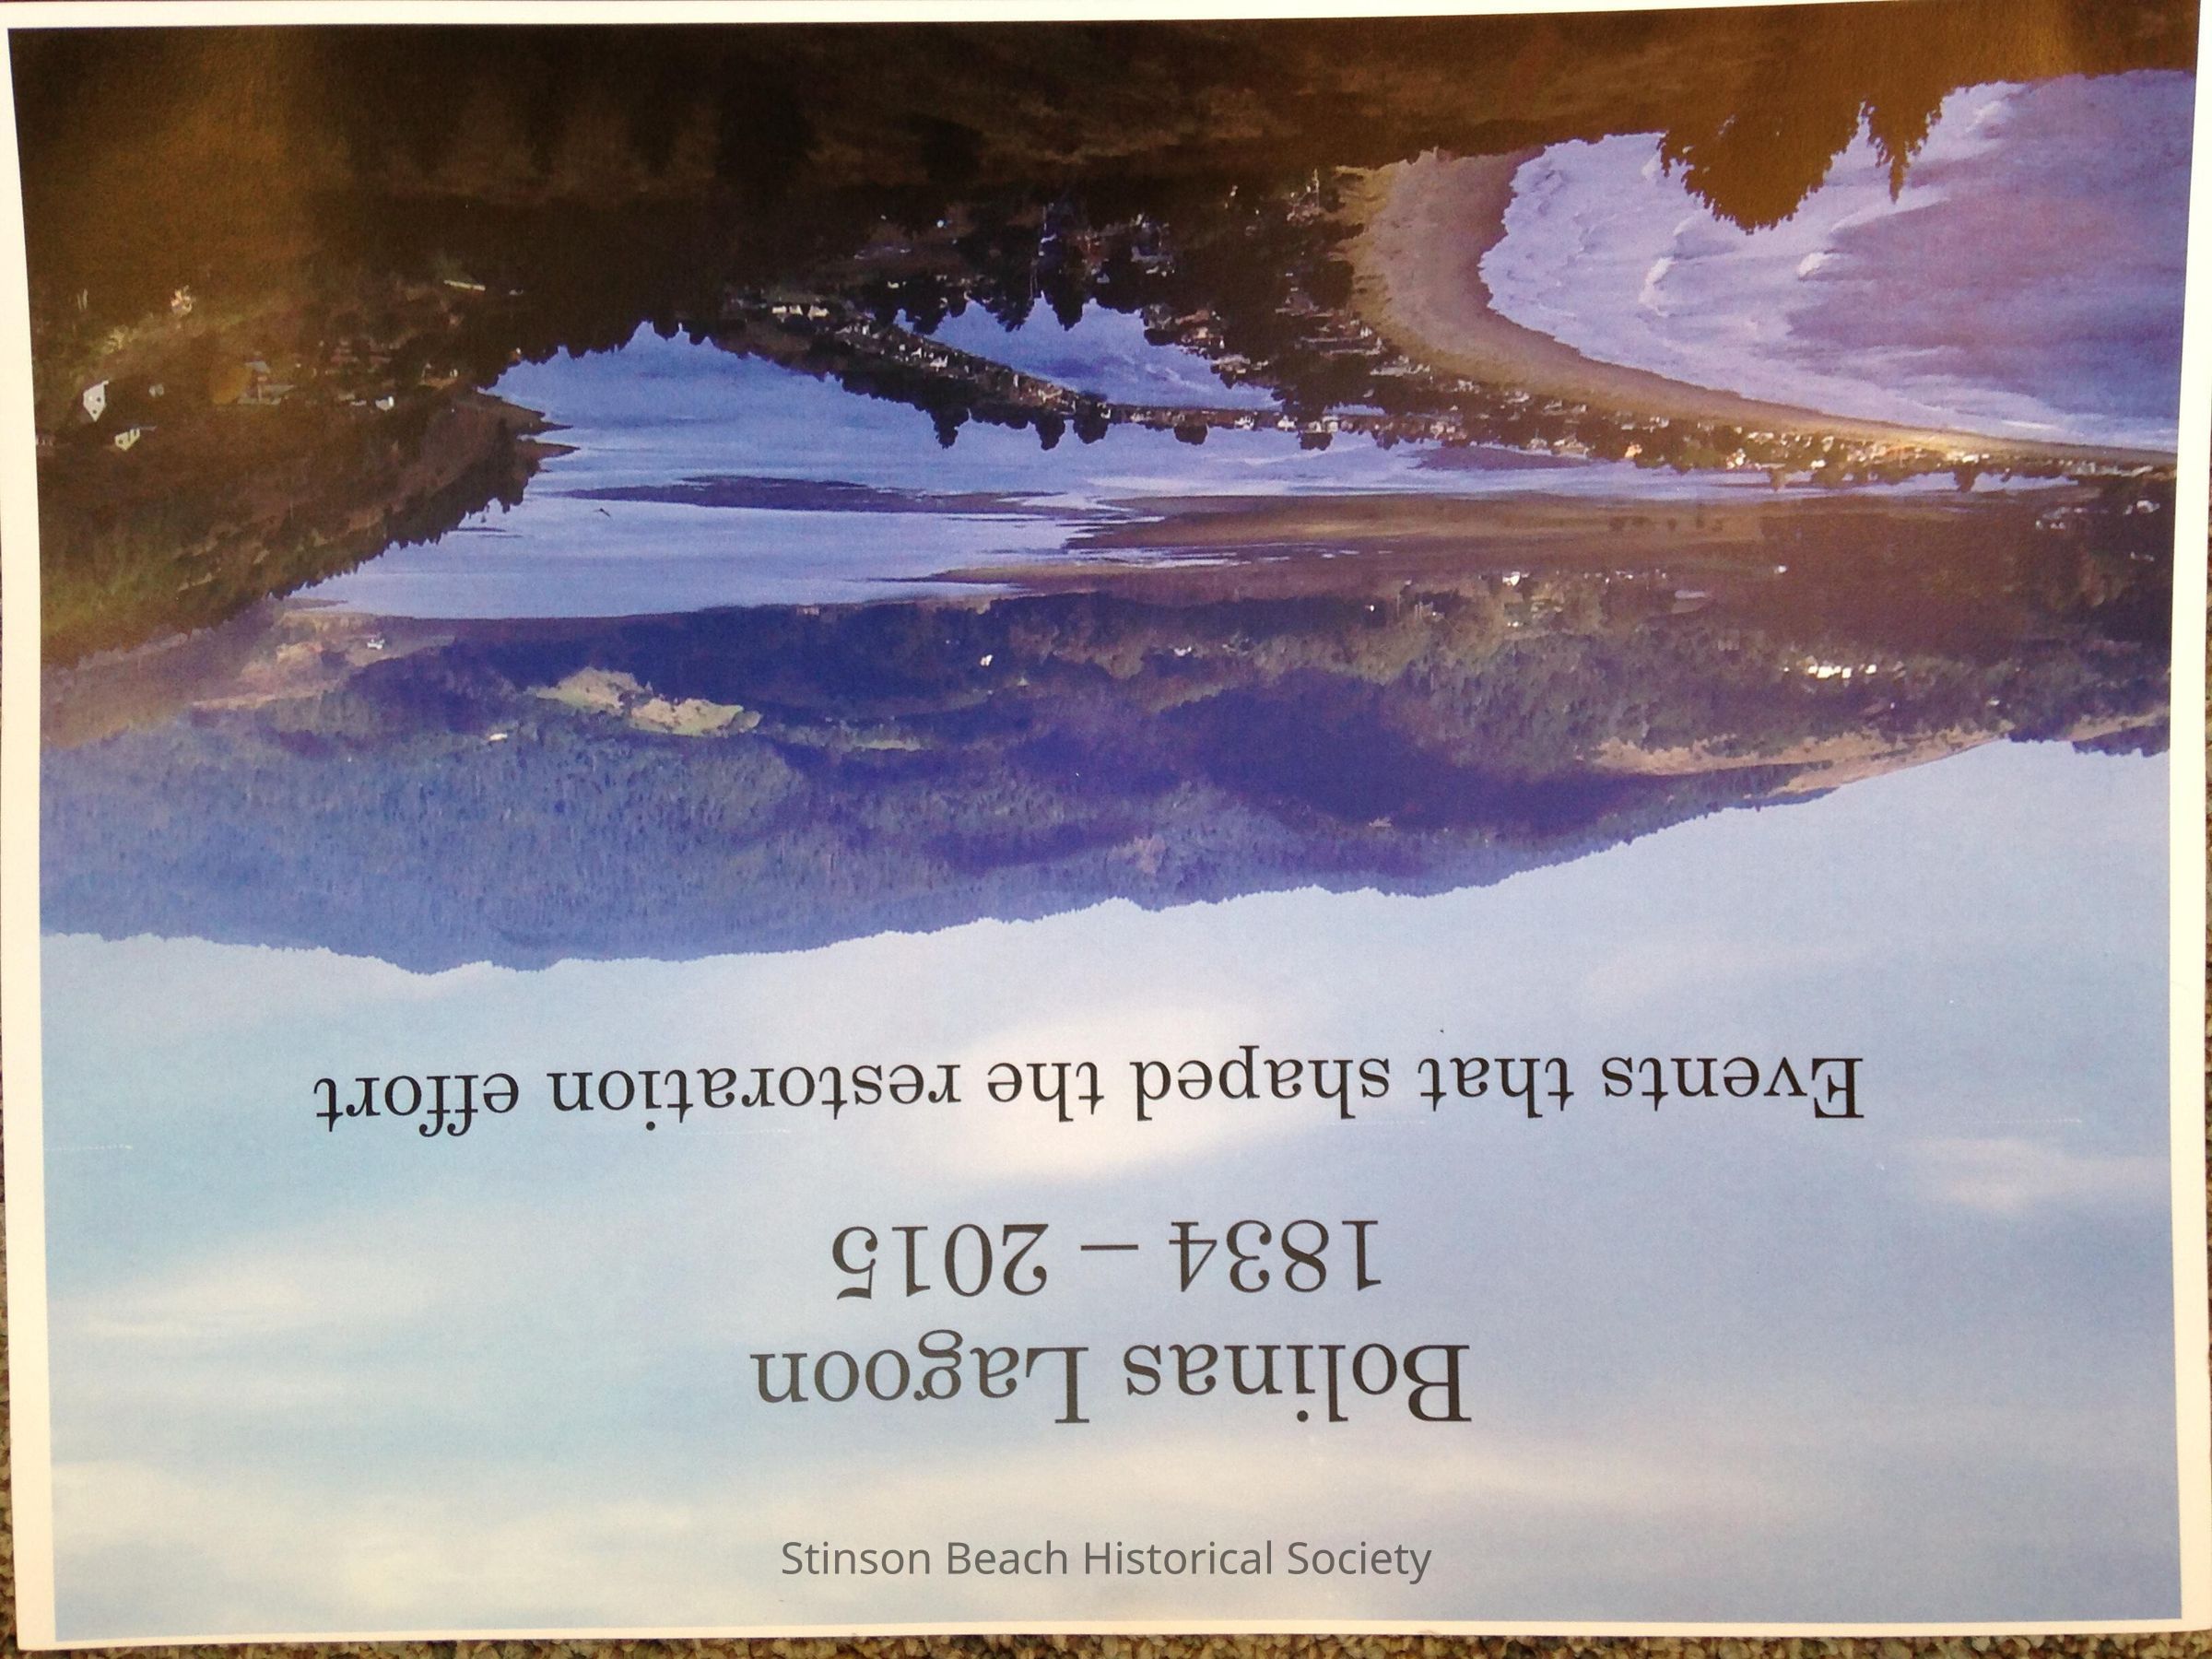 Bolinas Lagoon
1834 – 2015
Events that shaped the restoration effort
Stinson Beach Historical Society